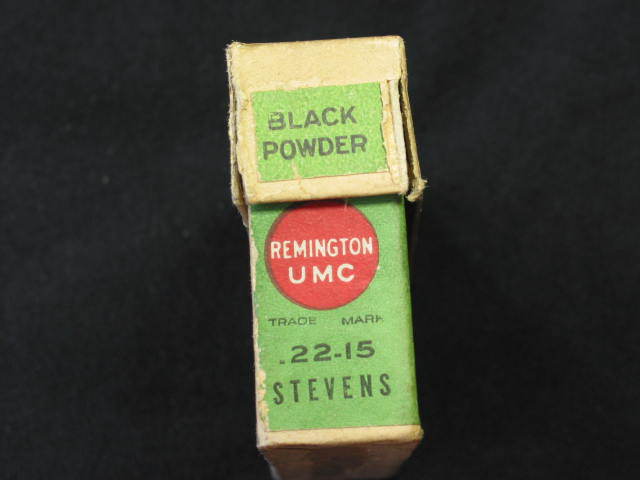 BLACK
POWDER
REMINGTON
UMC
TRADE MARK
.22-15
STEVENS